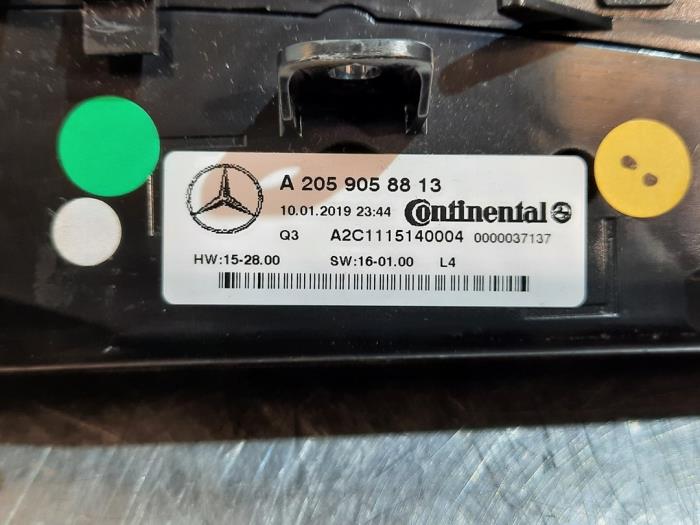 A 205 905 88 13
10.01.2019 23:44 Continental
Q3 A2C1115140004 0000037137
HW:15-28.00 SW:16-01.00 L4